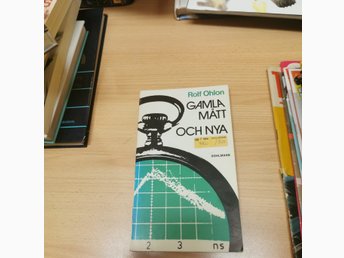 Rolf Ohlon
GAMLA
MÅTT
OCH NYA
2 3 ns